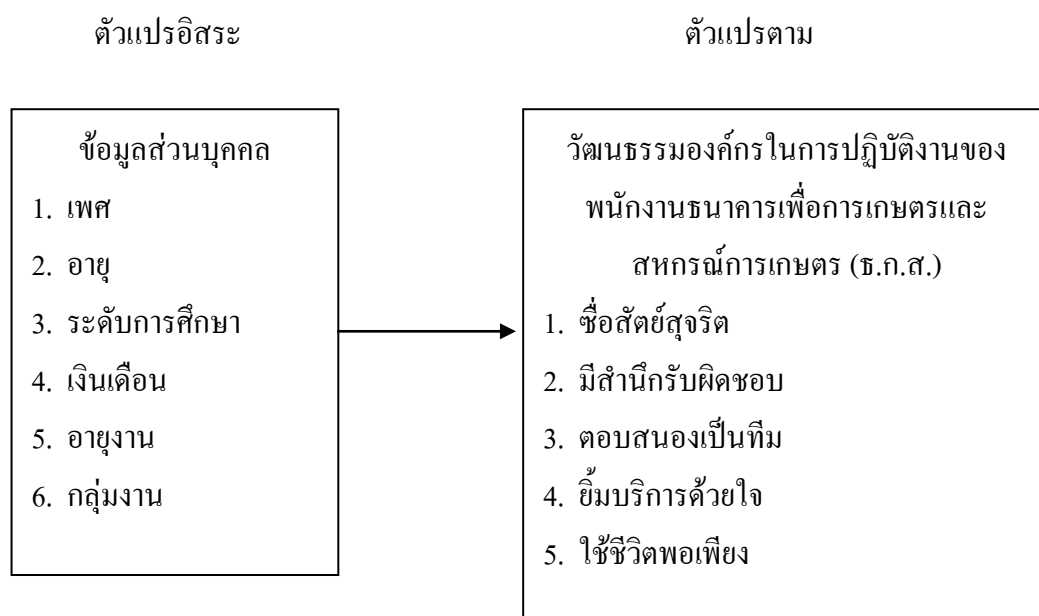 ตัวแปรอิสระ
ตัวแปรตาม
ข้อมูลส่วนบุคคล
1. เพศ
2. อายุ
3. ระดับการศึกษา
4. เงินเดือน
5. อายุงาน
6. กลุ่มงาน
วัฒนธรรมองค์กรในการปฏิบัติงานของ
พนักงานธนาคารเพื่อการเกษตรและ
สหกรณ์การเกษตร (ธ.ก.ส.)
1. ซื่อสัตย์สุจริต
2. มีสำนึกรับผิดชอบ
3. ตอบสนองเป็นทีม
4. ยิ้มบริการด้วยใจ
5. ใช้ชีวิตพอเพียง